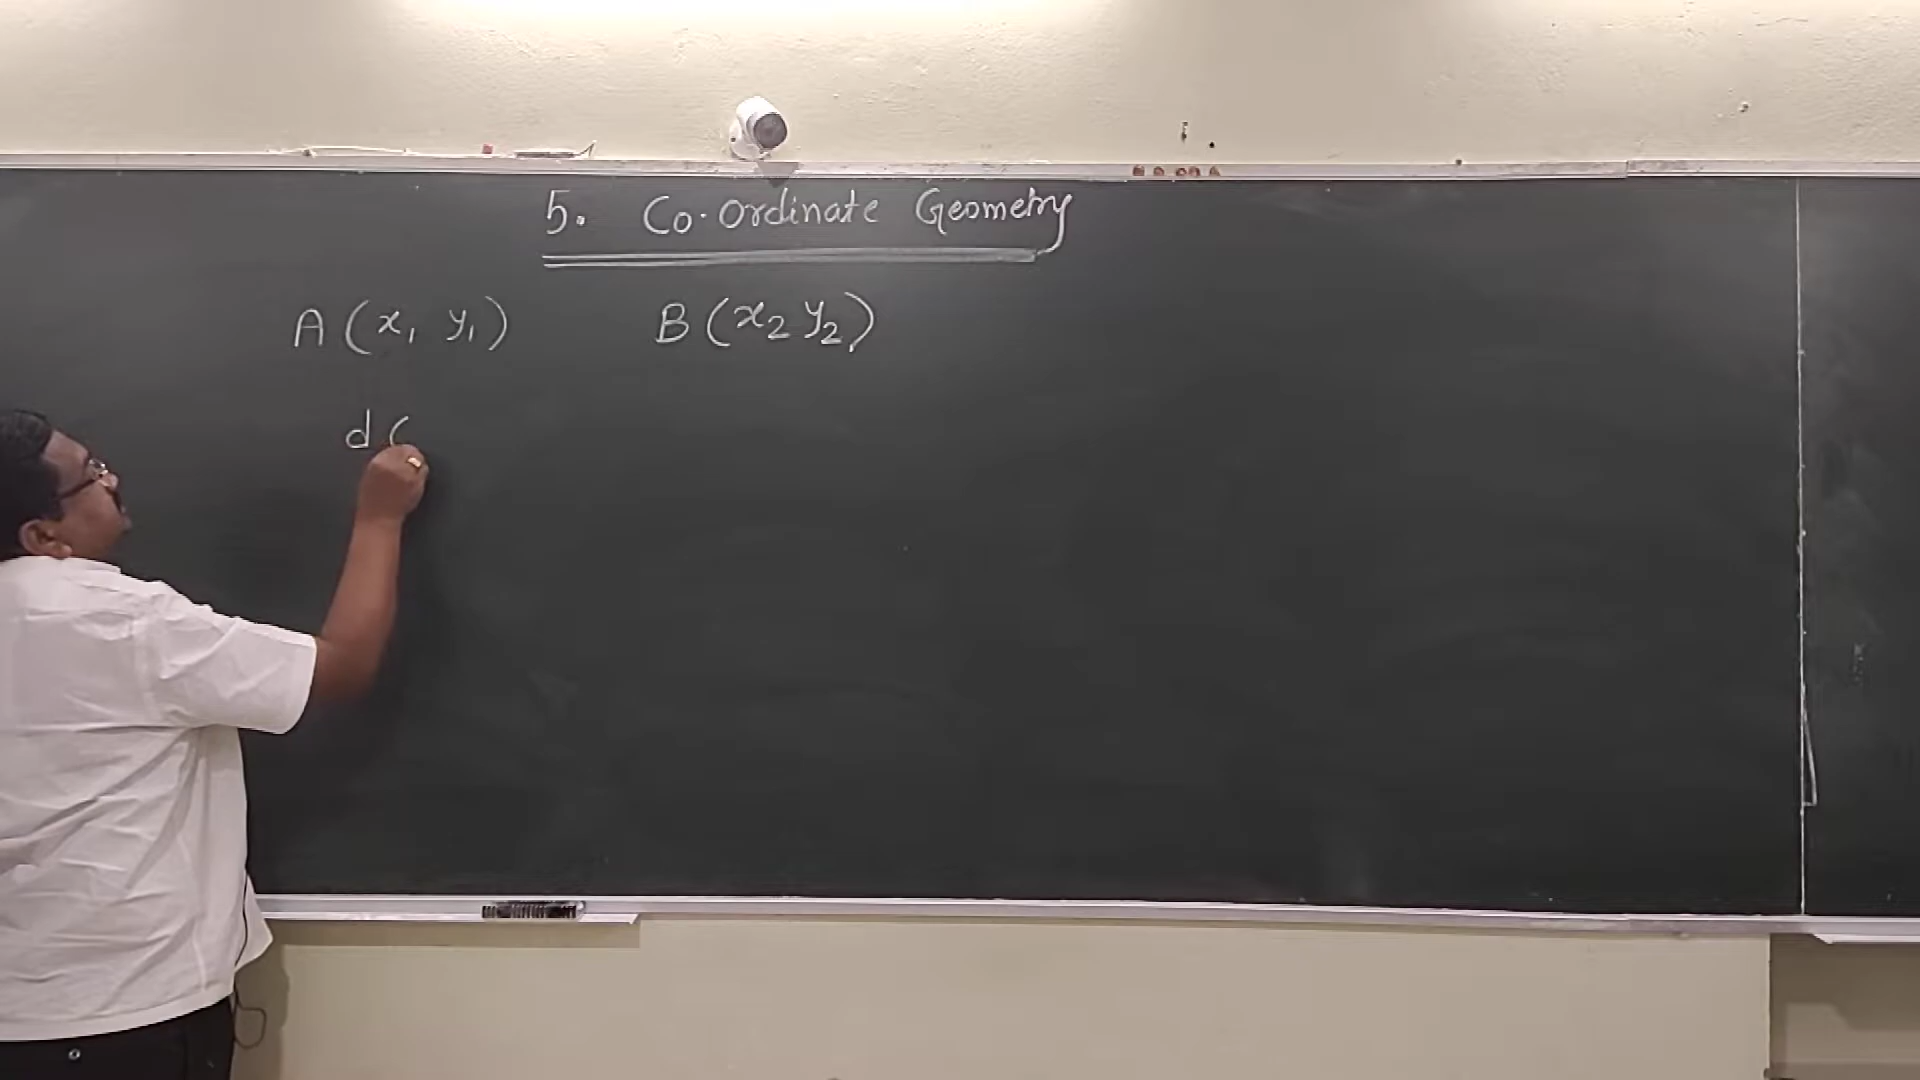 5. Co-ordinate Geometry
A (x₁ y₁) B (x₂ y₂)
d (